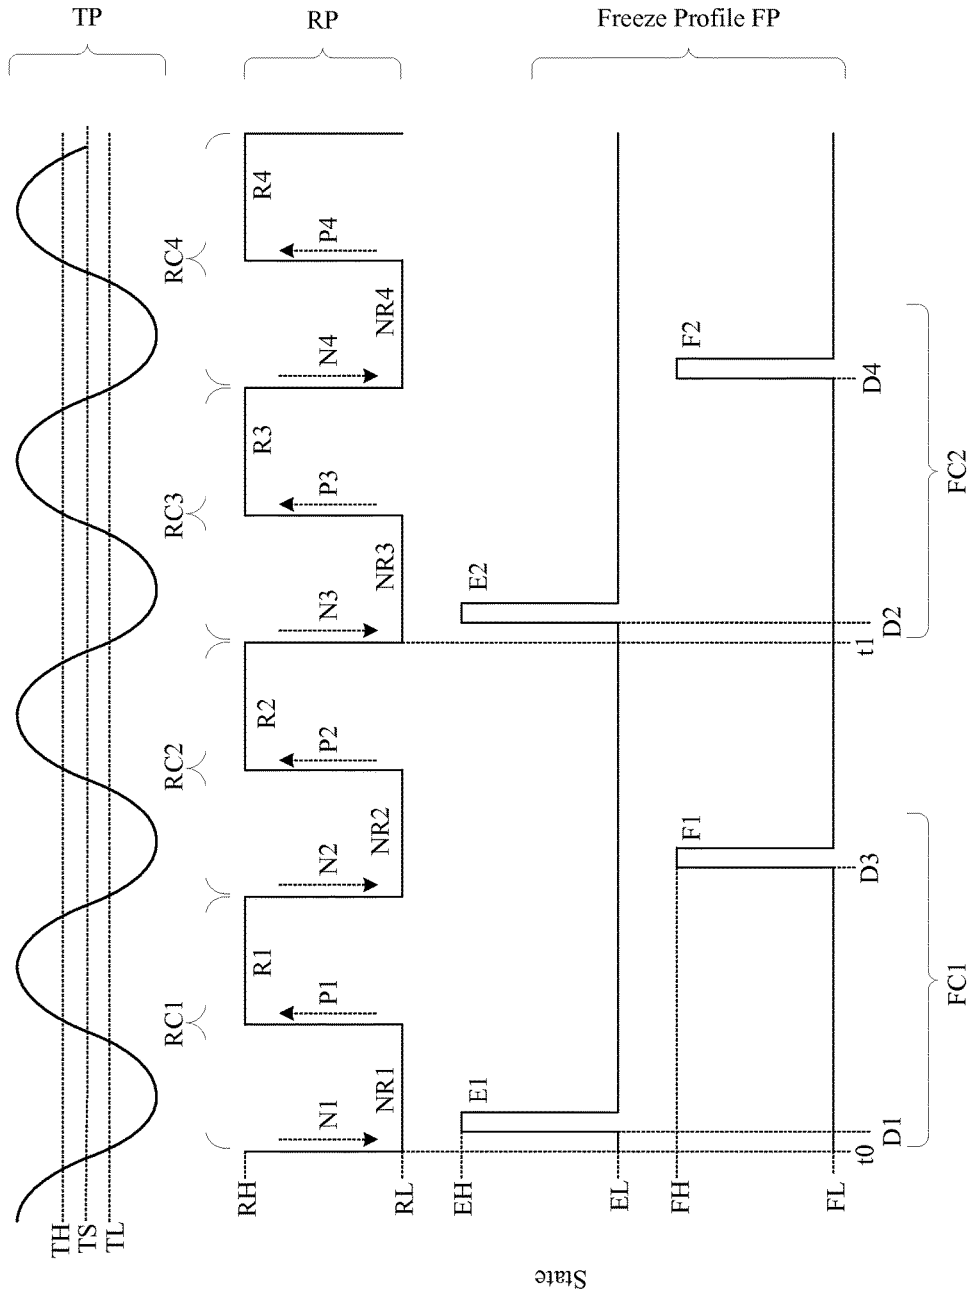 TP
RP
Freeze Profile FP
TH
TS
TL
RC1
RC2
RC3
RC4
RH
R1
R2
R3
R4
N1
P1
N2
P2
N3
P3
N4
P4
RL
NR1
NR2
NR3
NR4
EH
E1
E2
EL
FH
F1
F2
FL
t0
D1
D3
t1
D2
D4
FC1
FC2
State